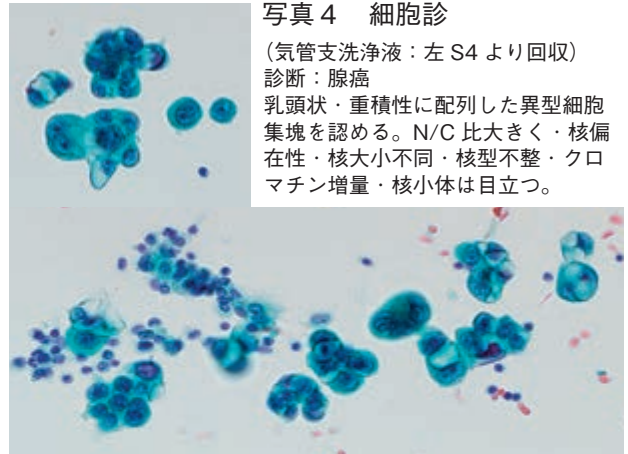 写真４　細胞診
（気管支洗浄液：左 S4 より回収）
診断：腺癌
乳頭状・重積性に配列した異型細胞
集塊を認める。N/C 比大きく・核偏
在性・核大小不同・核型不整・クロ
マチン増量・核小体は目立つ。